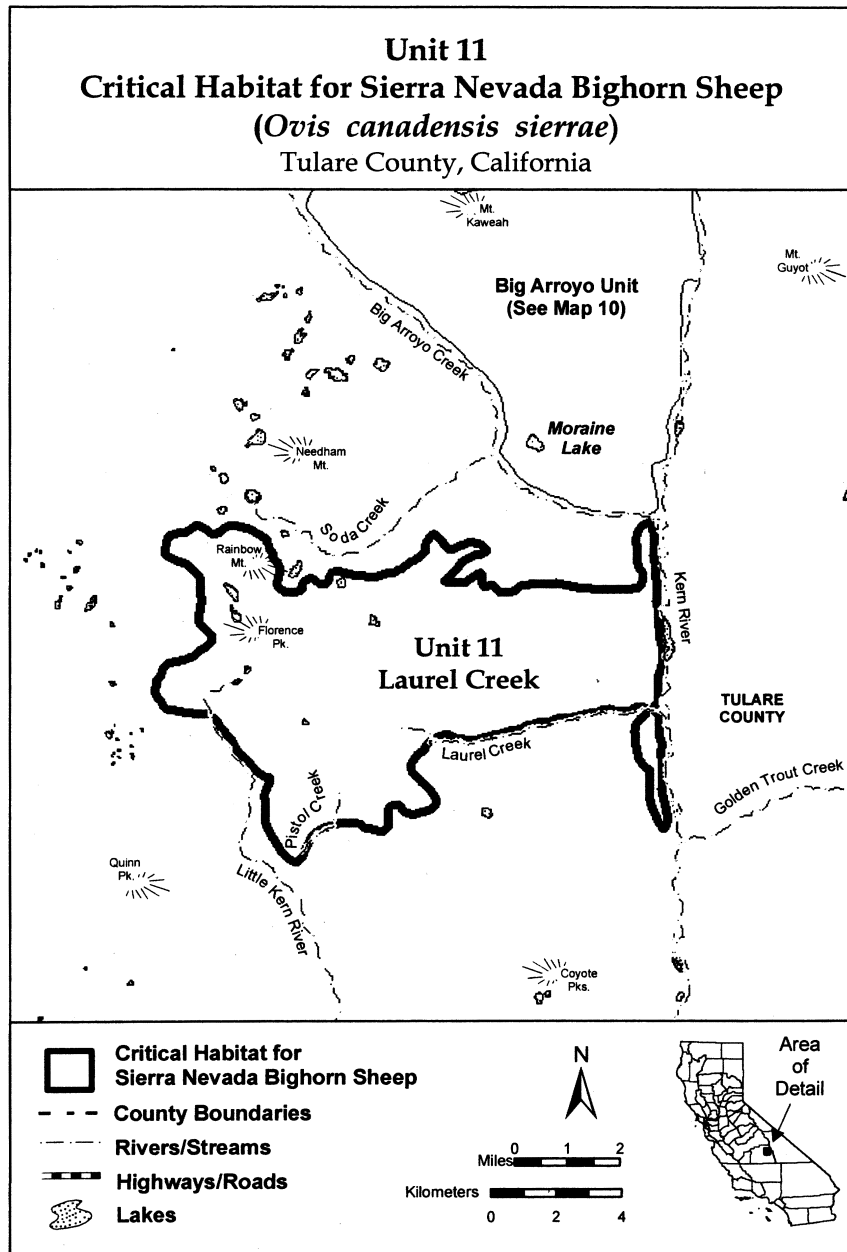 Unit 11
Critical Habitat for Sierra Nevada Bighorn Sheep
(Ovis canadensis sierrae)
Tulare County, California
Mt.
Kaweah
Mt.
Guyot
Big Arroyo Unit
(See Map 10)
Big Arroyo Creek
Moraine
Lake
Needham
Mt.
Soda Creek
Rainbow
Mt.
Kern River
Florence
Pk.
Unit 11
Laurel Creek
TULARE
COUNTY
Laurel Creek
Golden Trout Creek
Pistol Creek
Quinn
Pk.
Little Kern River
Coyote
Pks.
Critical Habitat for
Sierra Nevada Bighorn Sheep
County Boundaries
Rivers/Streams
Highways/Roads
Lakes
N
0 1 2
Miles
Kilometers
0 2 4
Area
of
Detail